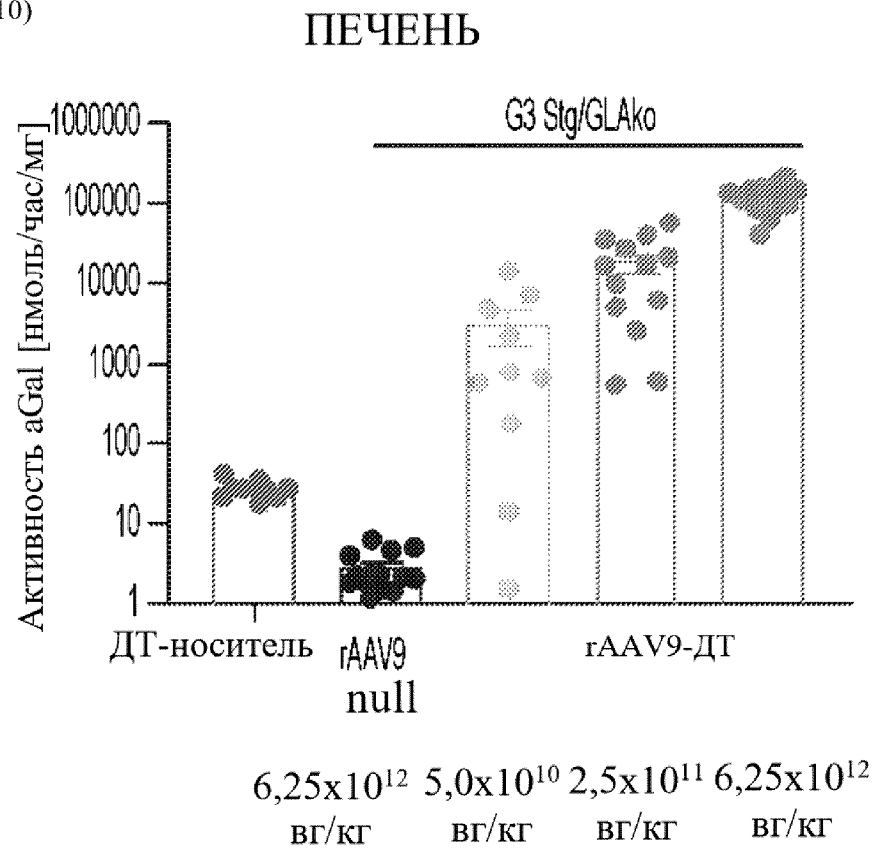 10)
ПЕЧЕНЬ
G3 Stg/GLAko
Активность aGal [нмоль/час/мг]
1000000
100000
10000
1000
100
10
1
ДТ-носитель
rAAV9
null
rAAV9-ДТ
6,25x10¹² 5,0x10¹⁰ 2,5x10¹¹ 6,25x10¹²
вг/кг вг/кг вг/кг вг/кг